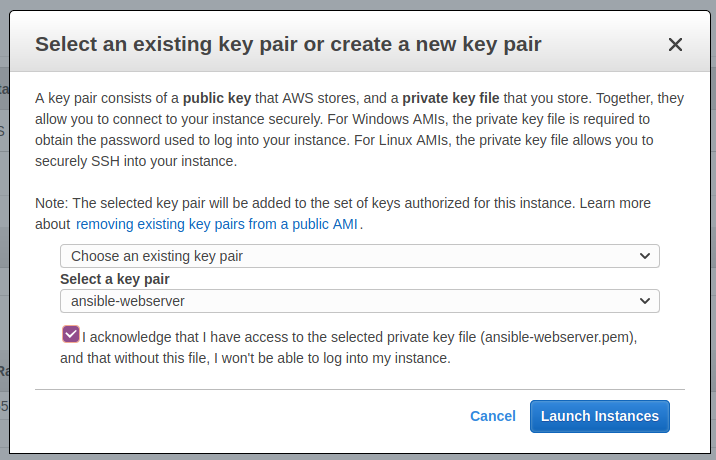 Select an existing key pair or create a new key pair
A key pair consists of a public key that AWS stores, and a private key file that you store. Together, they
allow you to connect to your instance securely. For Windows AMIs, the private key file is required to
obtain the password used to log into your instance. For Linux AMIs, the private key file allows you to
securely SSH into your instance.
Note: The selected key pair will be added to the set of keys authorized for this instance. Learn more
about removing existing key pairs from a public AMI.
Choose an existing key pair
Select a key pair
ansible-webserver
I acknowledge that I have access to the selected private key file (ansible-webserver.pem),
and that without this file, I won't be able to log into my instance.
Cancel Launch Instances